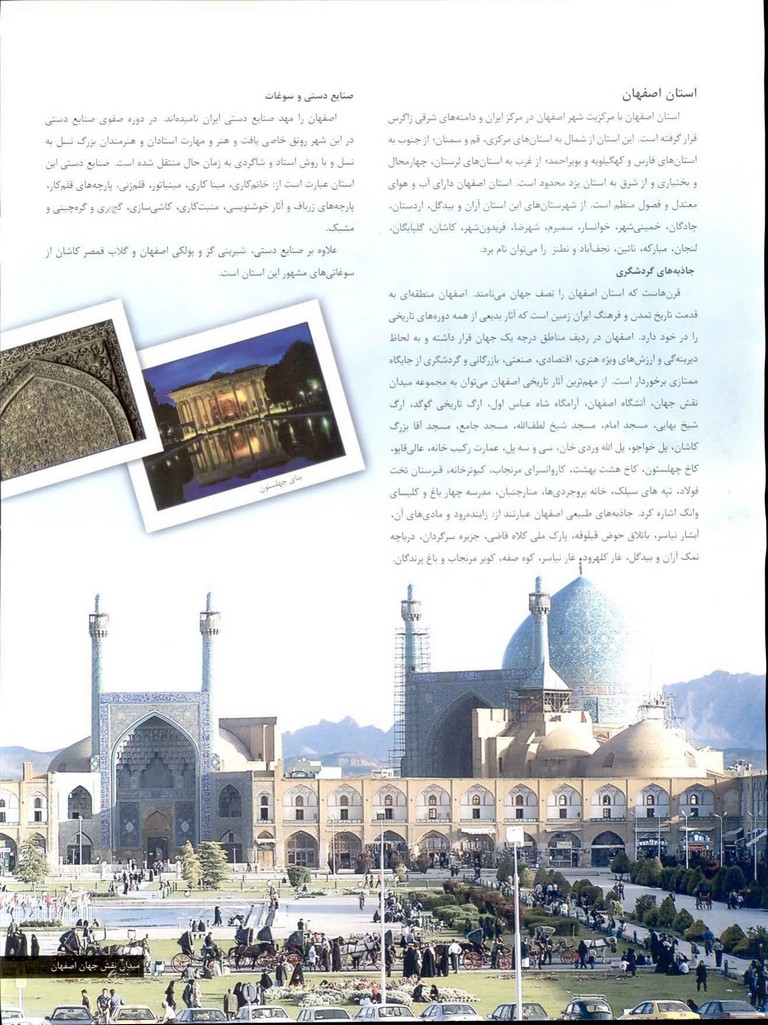 استان اصفهان
استان اصفهان با مرکزیت شهر اصفهان در مرکز ایران و دامنه‌های شرقی زاگرس
قرار گرفته است. این استان از شمال به استان‌های مرکزی، قم و سمنان؛ از جنوب به
استان‌های فارس و کهگیلویه و بویراحمد؛ از غرب به استان‌های لرستان، چهارمحال
و بختیاری و از شرق به استان یزد محدود است. استان اصفهان دارای آب و هوای
معتدل و فصول منظم است. از شهرستان‌های این استان آران و بیدگل، اردستان،
چادگان، خمینی‌شهر، خوانسار، سمیرم، شهرضا، فریدون‌شهر، کاشان، گلپایگان،
لنجان، مبارکه، نائین، نجف‌آباد و نطنز را می‌توان نام برد.
جاذبه‌های گردشگری
قرن‌هاست که استان اصفهان را نصف جهان می‌نامند. اصفهان منطقه‌ای به
قدمت تاریخ تمدن و فرهنگ ایران زمین است که آثار بدیعی از همه دوره‌های تاریخی
را در خود دارد. اصفهان در ردیف مناطق درجه یک جهان قرار داشته و به لحاظ
دیرینه‌گی و ارزش‌های ویژه هنری، اقتصادی، صنعتی، بازرگانی و گردشگری از جایگاه
ممتازی برخوردار است. از مهم‌ترین آثار تاریخی اصفهان می‌توان به مجموعه میدان
نقش جهان، آتشگاه اصفهان، آرامگاه شاه عباس اول، ارگ تاریخی گوگد، ارگ
شیخ بهایی، مسجد امام، مسجد شیخ لطف‌الله، مسجد جامع، مسجد آقا بزرگ
کاشان، پل خواجو، پل الله وردی خان، سی و سه پل، عمارت رکیب خانه، عالی‌قاپو،
کاخ چهلستون، کاخ هشت بهشت، کاروانسرای مرنجاب، کبوترخانه، قبرستان تخت
فولاد، تپه های سیلک، خانه بروجردی‌ها، منارجنبان، مدرسه چهار باغ و کلیسای
وانک اشاره کرد. جاذبه‌های طبیعی اصفهان عبارتند از: زاینده‌رود و مادی‌های آن،
آبشار نیاسر، باتلاق حوض قیلوقه، پارک ملی کلاه قاضی، جزیره سرگردان، دریاچه
نمک آران و بیدگل، غار کلهرود، غار نیاسر، کوه صفه، کویر مرنجاب و باغ پرندگان.
صنایع دستی و سوغات
اصفهان را مهد صنایع دستی ایران نامیده‌اند. در دوره صفوی صنایع دستی
در این شهر رونق خاصی یافت و هنر و مهارت استادان و هنرمندان بزرگ نسل به
نسل و با روش استاد و شاگردی به زمان حال منتقل شده است. صنایع دستی این
استان عبارت است از: خاتم‌کاری، مینا کاری، مینیاتور، قلم‌زنی، پارچه‌های قلم‌کار،
پارچه‌های زرباف و آثار خوشنویسی، منبت‌کاری، کاشی‌سازی، گچبری و گره‌چینی و
مشبک.
علاوه بر صنایع دستی، شیرینی گز و پولکی اصفهان و گلاب قمصر کاشان از
سوغاتی‌های مشهور این استان است.
بنای چهلستون
میدان نقش جهان اصفهان